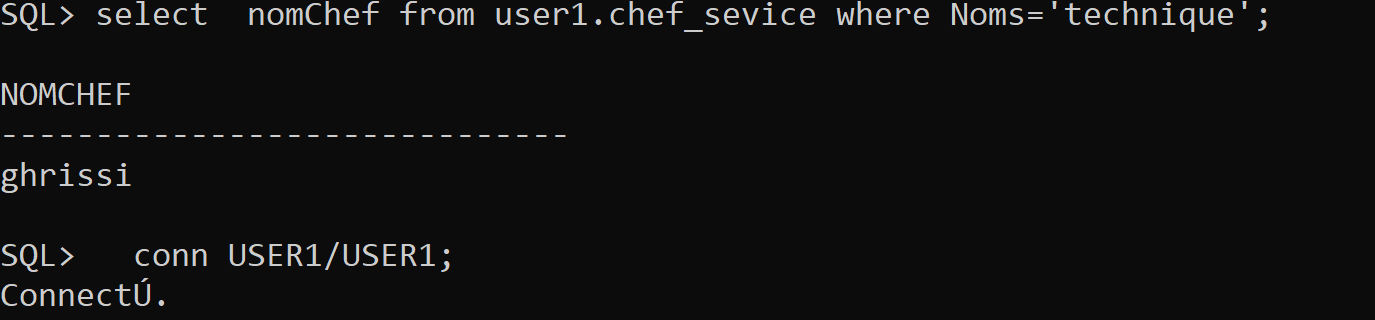 SQL> select  nomChef from user1.chef_sevice where Noms='technique';
NOMCHEF
------------------------------
ghrissi
SQL>   conn USER1/USER1;
ConnectÚ.